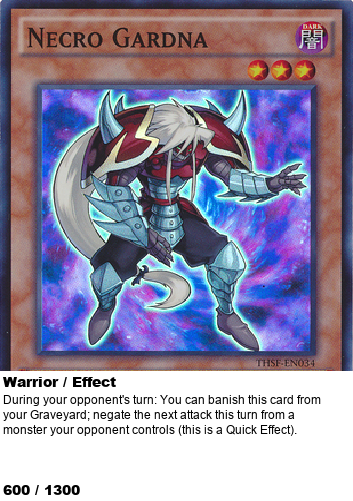 Necro Gardna
DARK
闇
THSF-EN034
Warrior / Effect
During your opponent's turn: You can banish this card from
your Graveyard; negate the next attack this turn from a
monster your opponent controls (this is a Quick Effect).
600 / 1300